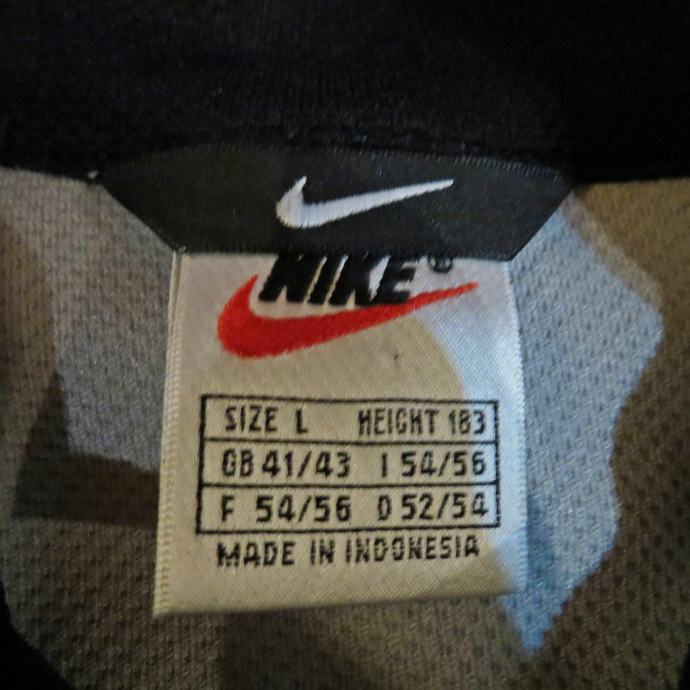 NIKE®
SIZE L HEIGHT 183
GB 41/43 I 54/56
F 54/56 D 52/54
MADE IN INDONESIA